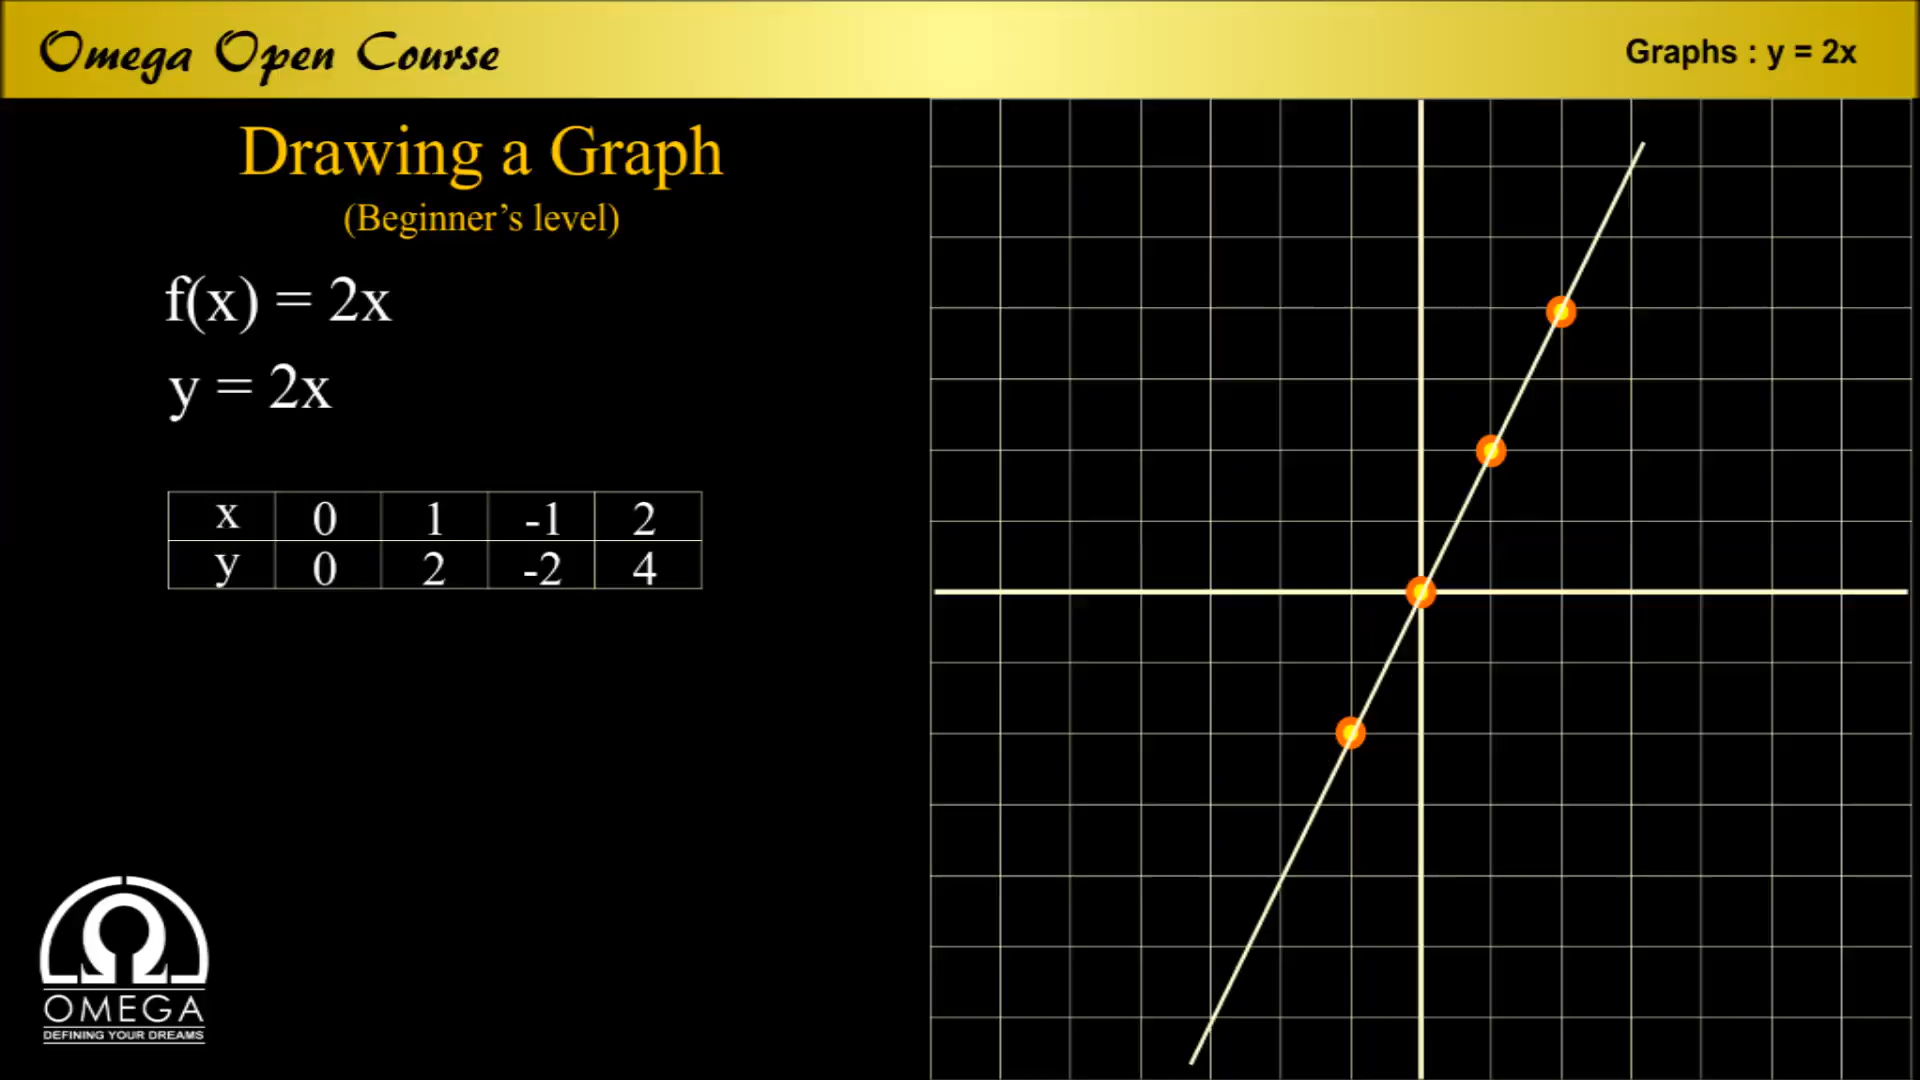 Omega Open Course
Graphs : y = 2x
Drawing a Graph
(Beginner’s level)
f(x) = 2x
y = 2x
x 0 1 -1 2
y 0 2 -2 4
Ω
OMEGA
DEFINING YOUR DREAMS